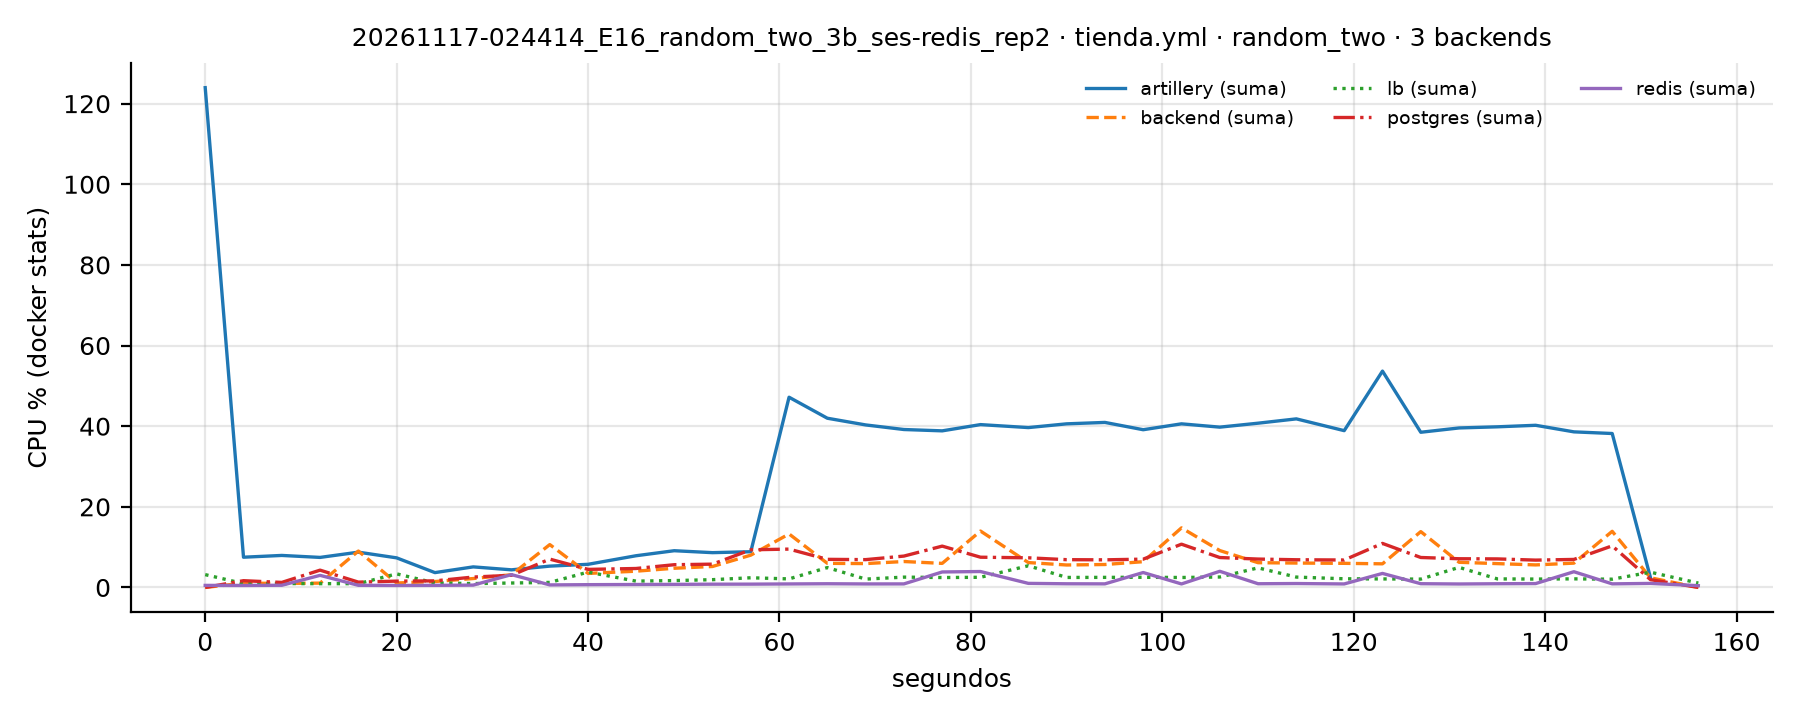 20261117-024414_E16_random_two_3b_ses-redis_rep2 · tienda.yml · random_two · 3 backends
artillery (suma)
backend (suma)
lb (suma)
postgres (suma)
redis (suma)
CPU % (docker stats)
120
100
80
60
40
20
0
0 20 40 60 80 100 120 140 160
segundos